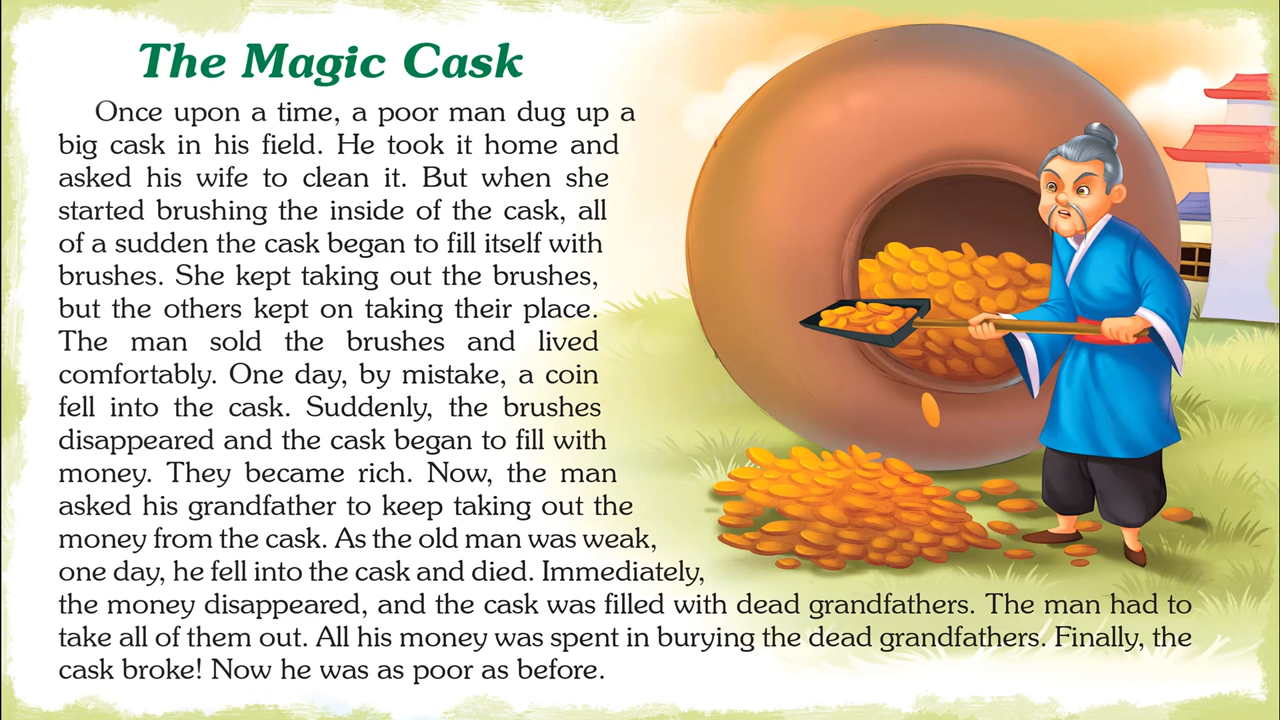 The Magic Cask
Once upon a time, a poor man dug up a
big cask in his field. He took it home and
asked his wife to clean it. But when she
started brushing the inside of the cask, all
of a sudden the cask began to fill itself with
brushes. She kept taking out the brushes,
but the others kept on taking their place.
The man sold the brushes and lived
comfortably. One day, by mistake, a coin
fell into the cask. Suddenly, the brushes
disappeared and the cask began to fill with
money. They became rich. Now, the man
asked his grandfather to keep taking out the
money from the cask. As the old man was weak,
one day, he fell into the cask and died. Immediately,
the money disappeared, and the cask was filled with dead grandfathers. The man had to
take all of them out. All his money was spent in burying the dead grandfathers. Finally, the
cask broke! Now he was as poor as before.